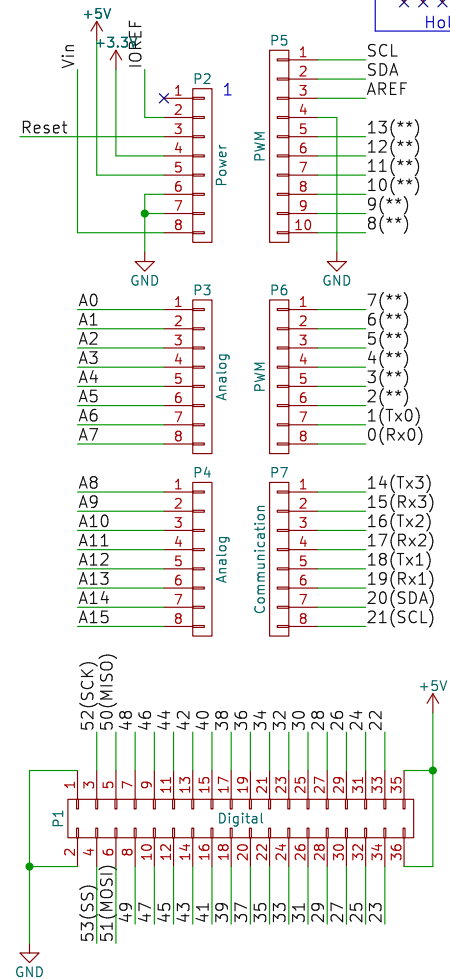 +5V
+3.3V
IOREF
Vin
Hol
P2
1
1
2
Reset
3
4
5
6
7
8
Power
GND
P5
1 SCL
2 SDA
3 AREF
4
5 13(**)
6 12(**)
7 11(**)
8 10(**)
9 9(**)
10 8(**)
PWM
GND
P3
A0 1
A1 2
A2 3
A3 4
A4 5
A5 6
A6 7
A7 8
Analog
P6
1 7(**)
2 6(**)
3 5(**)
4 4(**)
5 3(**)
6 2(**)
7 1(Tx0)
8 0(Rx0)
PWM
P4
A8 1
A9 2
A10 3
A11 4
A12 5
A13 6
A14 7
A15 8
Analog
P7
1 14(Tx3)
2 15(Rx3)
3 16(Tx2)
4 17(Rx2)
5 18(Tx1)
6 19(Rx1)
7 20(SDA)
8 21(SCL)
Communication
+5V
52(SCK) 50(MISO) 48 46 44 42 40 38 36 34 32 30 28 26 24 22
1 3 5 7 9 11 13 15 17 19 21 23 25 27 29 31 33 35
P1
Digital
2 4 6 8 10 12 14 16 18 20 22 24 26 28 30 32 34 36
53(SS) 51(MOSI) 49 47 45 43 41 39 37 35 33 31 29 27 25 23
GND